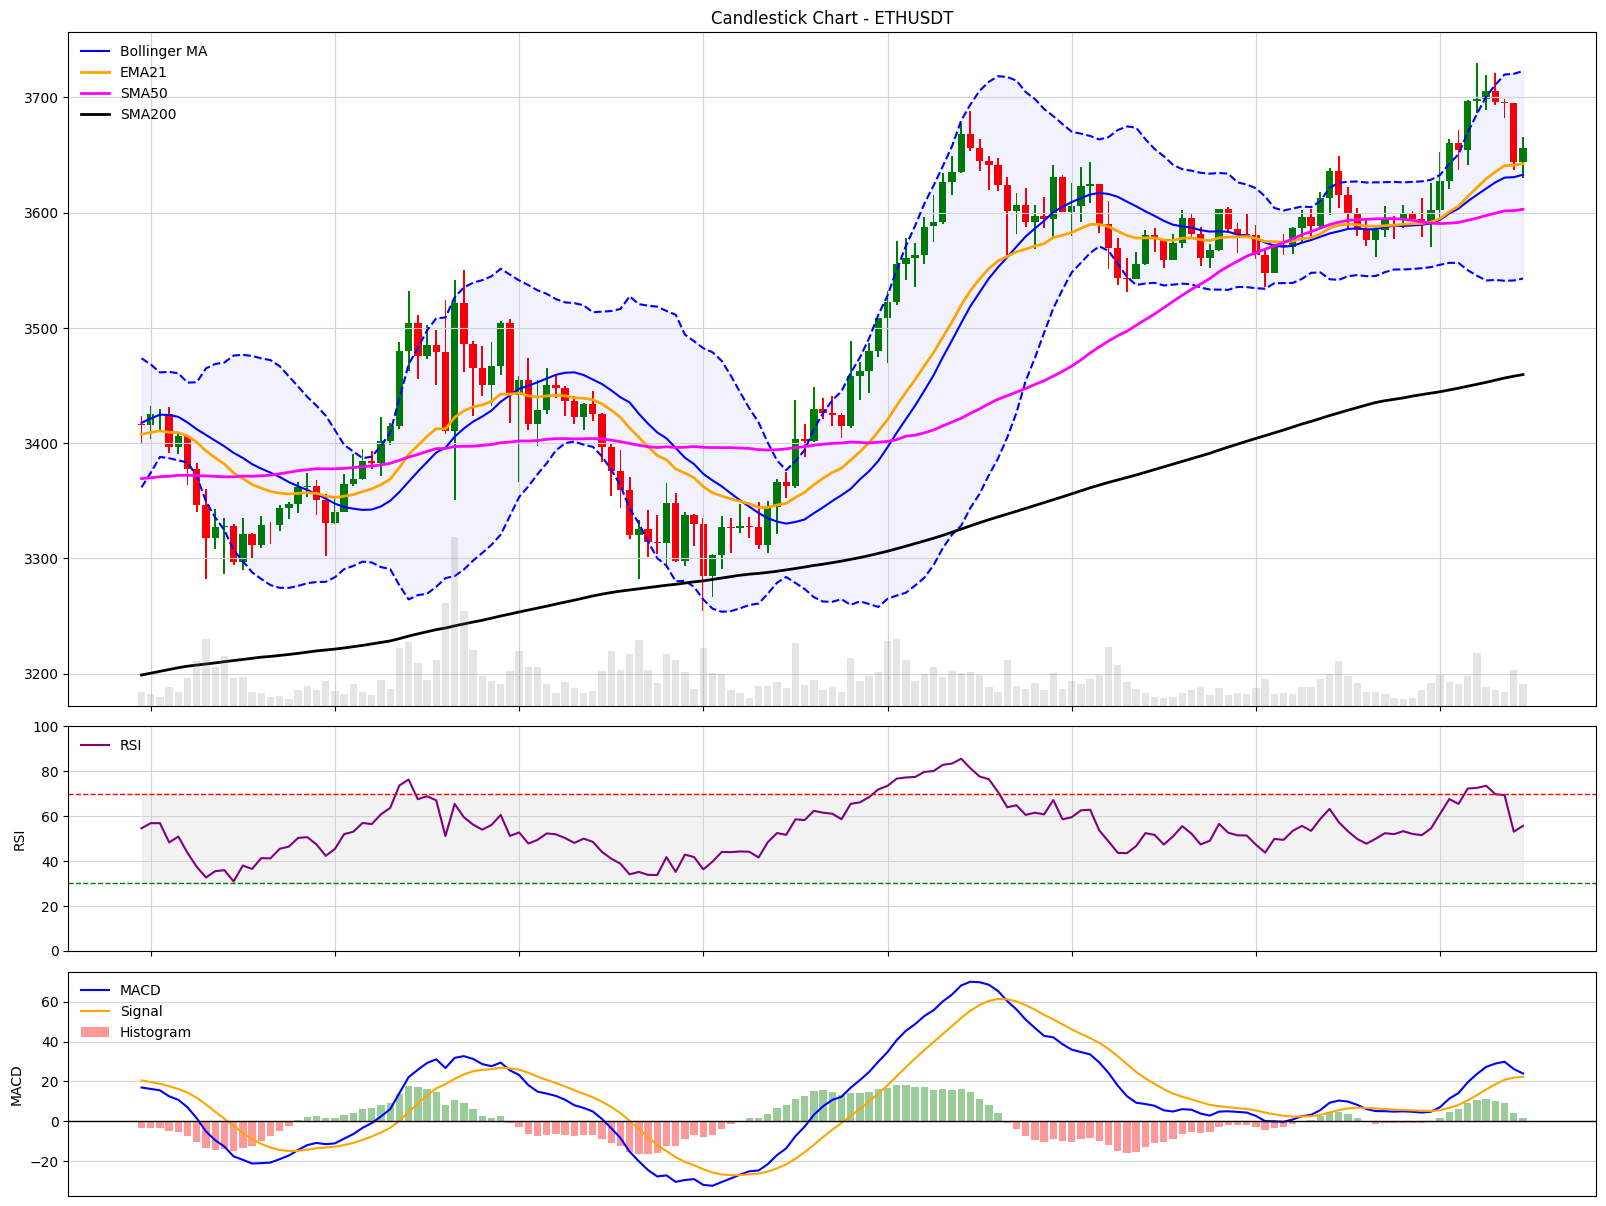 Candlestick Chart - ETHUSDT
Bollinger MA
EMA21
SMA50
SMA200
3700
3600
3500
3400
3300
3200
RSI
100
80
60
40
20
0
RSI
MACD
Signal
Histogram
60
40
20
0
−20
MACD